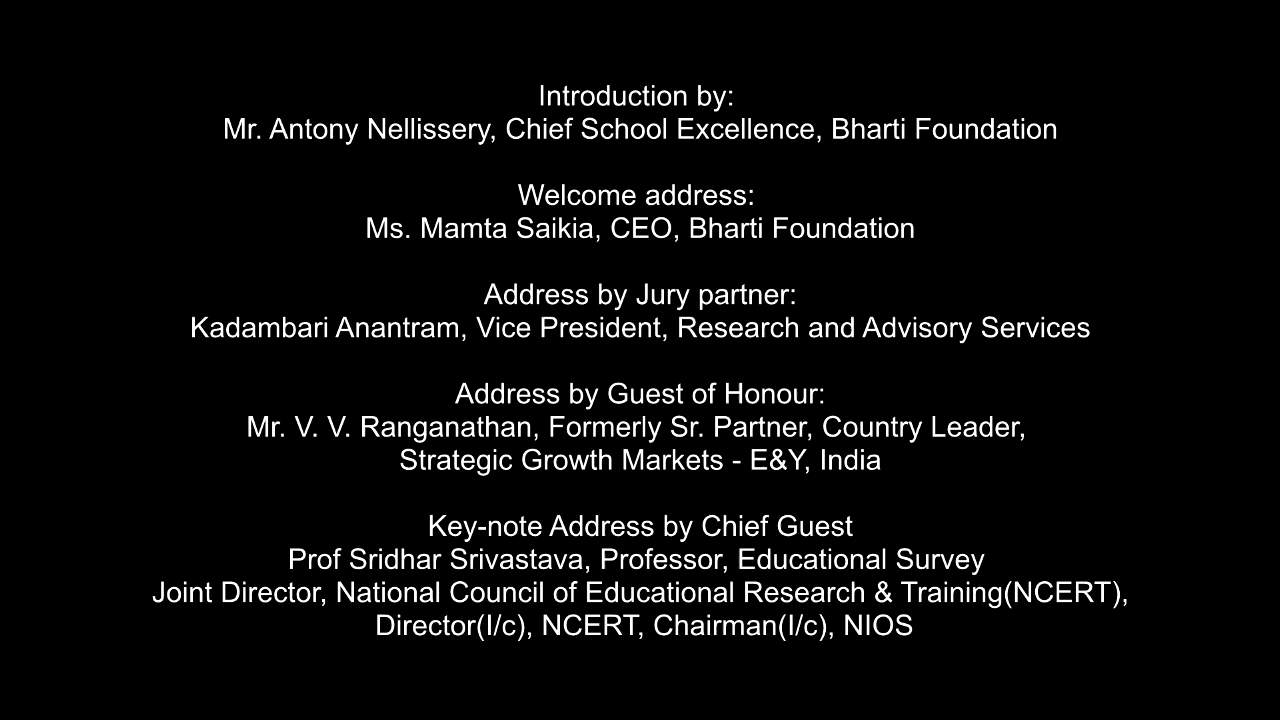 Introduction by:
Mr. Antony Nellissery, Chief School Excellence, Bharti Foundation
Welcome address:
Ms. Mamta Saikia, CEO, Bharti Foundation
Address by Jury partner:
Kadambari Anantram, Vice President, Research and Advisory Services
Address by Guest of Honour:
Mr. V. V. Ranganathan, Formerly Sr. Partner, Country Leader,
Strategic Growth Markets - E&Y, India
Key-note Address by Chief Guest
Prof Sridhar Srivastava, Professor, Educational Survey
Joint Director, National Council of Educational Research & Training(NCERT),
Director(I/c), NCERT, Chairman(I/c), NIOS